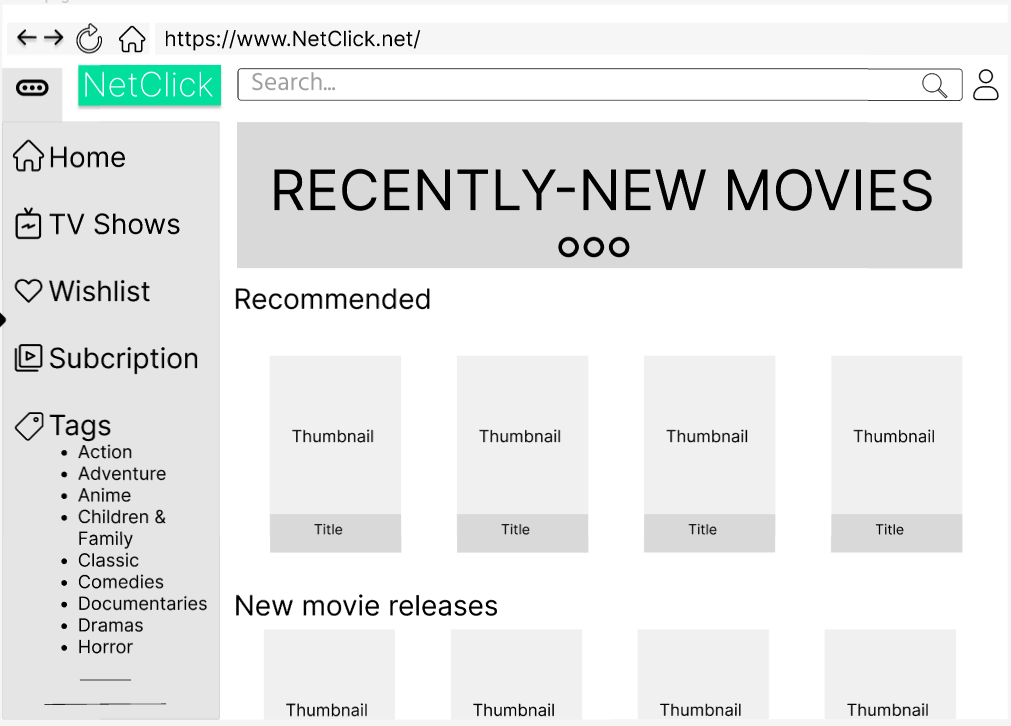 https://www.NetClick.net/
NetClick
Search...
Home
TV Shows
Wishlist
Subcription
Tags
Action
Adventure
Anime
Children &
Family
Classic
Comedies
Documentaries
Dramas
Horror
RECENTLY-NEW MOVIES
Recommended
Thumbnail Thumbnail Thumbnail Thumbnail
Title Title Title Title
New movie releases
Thumbnail Thumbnail Thumbnail Thumbnail